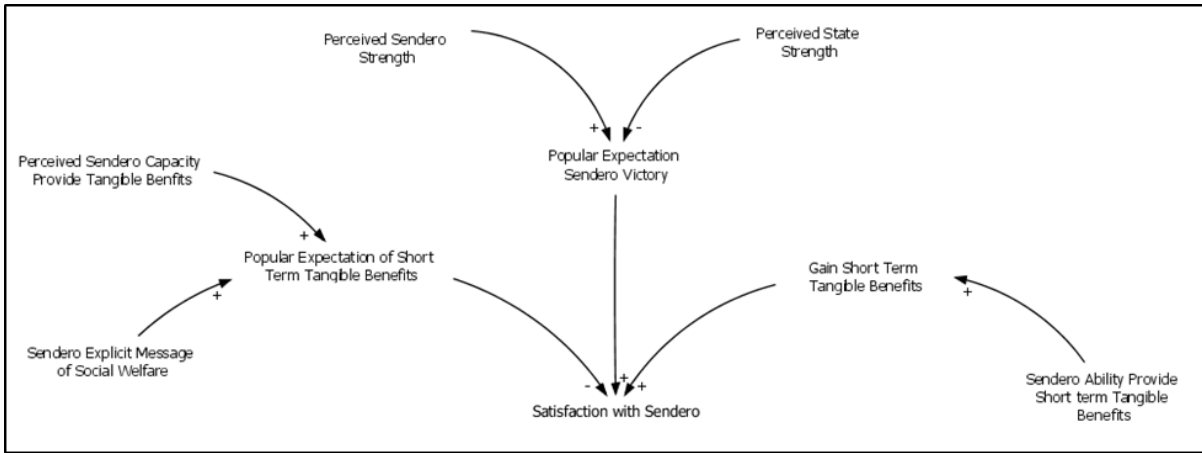 Perceived Sendero
Strength
Perceived State
Strength
+
-
Popular Expectation
Sendero Victory
Perceived Sendero Capacity
Provide Tangible Benfits
+
Popular Expectation of Short
Term Tangible Benefits
Gain Short Term
Tangible Benefits
+
+
Sendero Explicit Message
of Social Welfare
Sendero Ability Provide
Short term Tangible
Benefits
-
+
+
Satisfaction with Sendero